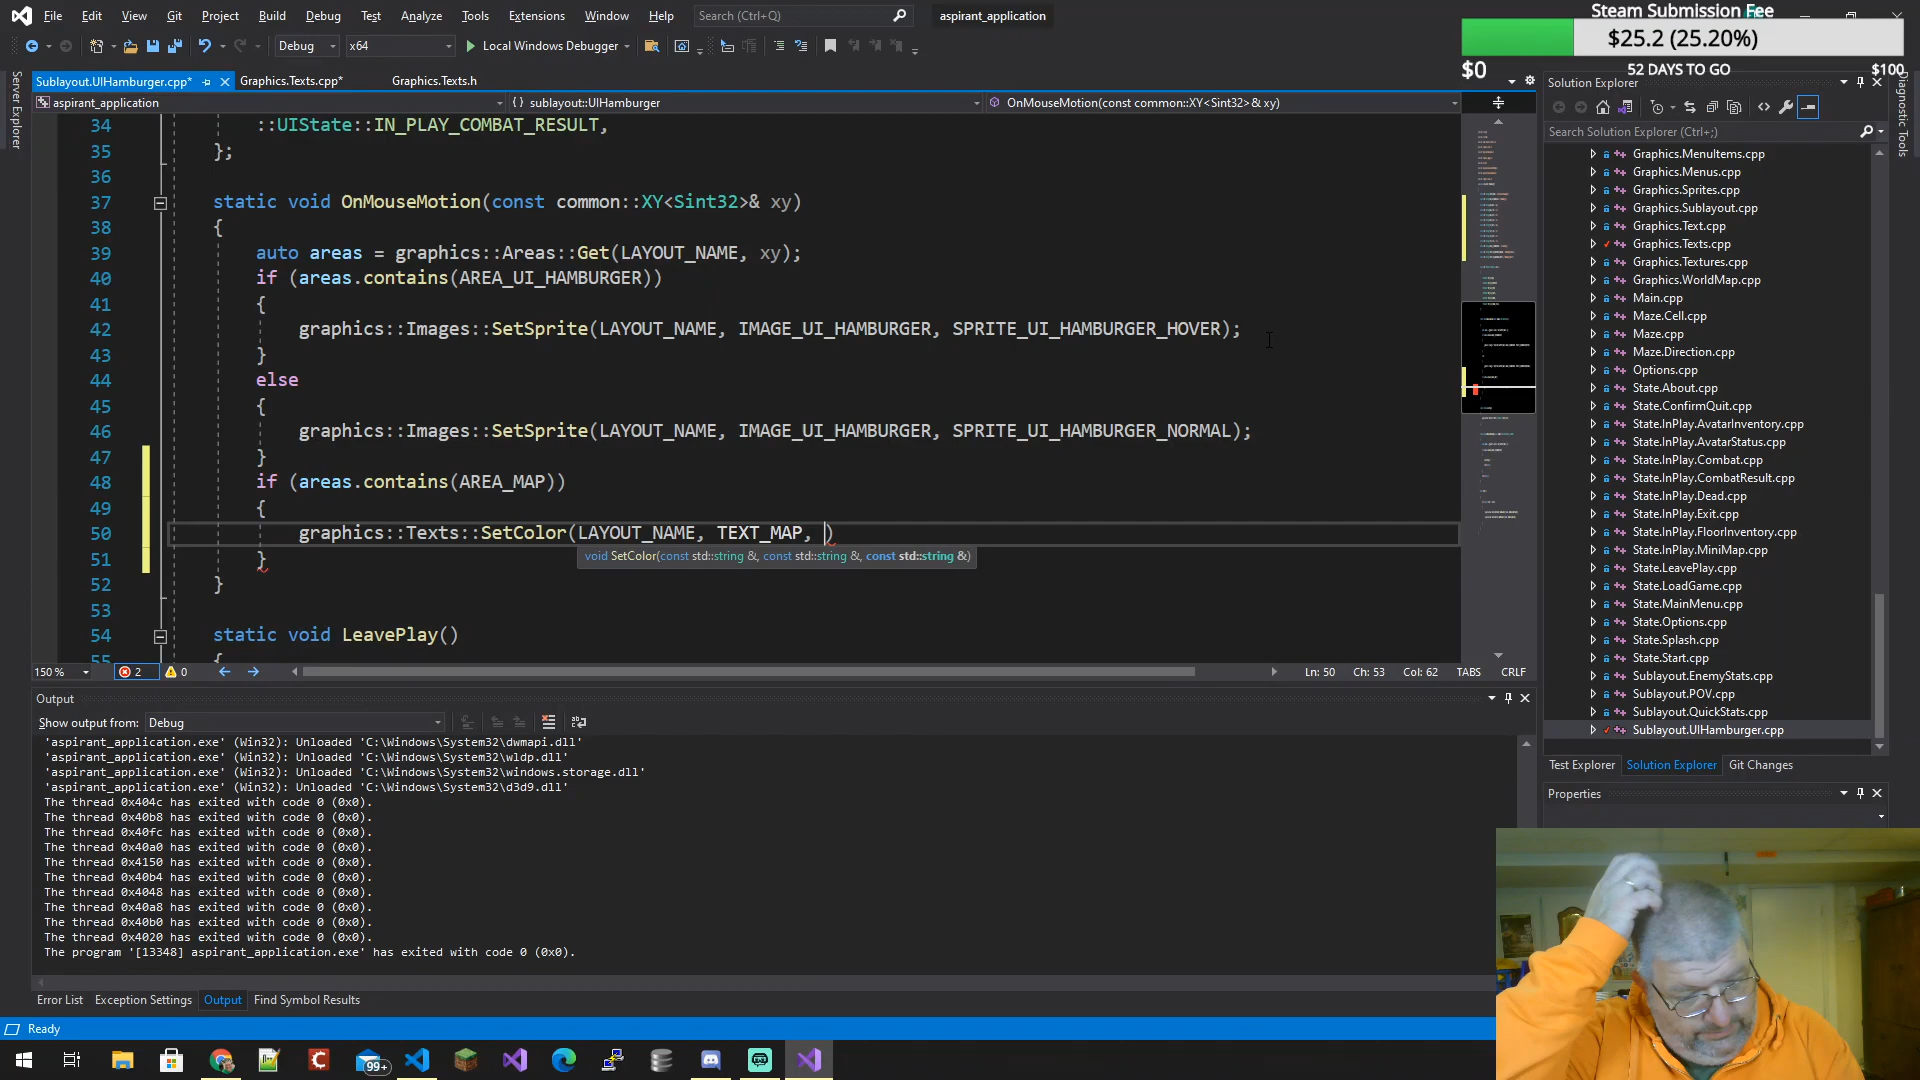 File Edit View Git Project Build Debug Test Analyze Tools Extensions Window Help Search (Ctrl+Q) aspirant_application
Steam Submission Fee
$25.2 (25.20%)
$0 52 DAYS TO GO $100
Debug x64 Local Windows Debugger
Server Explorer
Diagnostic Tools
Sublayout.UIHamburger.cpp* Graphics.Texts.cpp* Graphics.Texts.h
aspirant_application {} sublayout::UIHamburger OnMouseMotion(const common::XY<Sint32>& xy)
34 ::UIState::IN_PLAY_COMBAT_RESULT,
35 };
36
37 static void OnMouseMotion(const common::XY<Sint32>& xy)
38 {
39 auto areas = graphics::Areas::Get(LAYOUT_NAME, xy);
40 if (areas.contains(AREA_UI_HAMBURGER))
41 {
42 graphics::Images::SetSprite(LAYOUT_NAME, IMAGE_UI_HAMBURGER, SPRITE_UI_HAMBURGER_HOVER);
43 }
44 else
45 {
46 graphics::Images::SetSprite(LAYOUT_NAME, IMAGE_UI_HAMBURGER, SPRITE_UI_HAMBURGER_NORMAL);
47 }
48 if (areas.contains(AREA_MAP))
49 {
50 graphics::Texts::SetColor(LAYOUT_NAME, TEXT_MAP, )
void SetColor(const std::string &, const std::string &, const std::string &)
51 }
52 }
53
54 static void LeavePlay()
55 {
150 % 2 0 Ln: 50 Ch: 53 Col: 62 TABS CRLF
Output
Show output from: Debug
'aspirant_application.exe' (Win32): Unloaded 'C:\Windows\System32\dwmapi.dll'
'aspirant_application.exe' (Win32): Unloaded 'C:\Windows\System32\wldp.dll'
'aspirant_application.exe' (Win32): Unloaded 'C:\Windows\System32\windows.storage.dll'
'aspirant_application.exe' (Win32): Unloaded 'C:\Windows\System32\d3d9.dll'
The thread 0x404c has exited with code 0 (0x0).
The thread 0x40b8 has exited with code 0 (0x0).
The thread 0x40fc has exited with code 0 (0x0).
The thread 0x40a0 has exited with code 0 (0x0).
The thread 0x4150 has exited with code 0 (0x0).
The thread 0x40b4 has exited with code 0 (0x0).
The thread 0x4048 has exited with code 0 (0x0).
The thread 0x40a8 has exited with code 0 (0x0).
The thread 0x40b0 has exited with code 0 (0x0).
The thread 0x4020 has exited with code 0 (0x0).
The program '[13348] aspirant_application.exe' has exited with code 0 (0x0).
Error List Exception Settings Output Find Symbol Results
Ready
Solution Explorer
Search Solution Explorer (Ctrl+;)
Graphics.MenuItems.cpp
Graphics.Menus.cpp
Graphics.Sprites.cpp
Graphics.Sublayout.cpp
Graphics.Text.cpp
Graphics.Texts.cpp
Graphics.Textures.cpp
Graphics.WorldMap.cpp
Main.cpp
Maze.Cell.cpp
Maze.cpp
Maze.Direction.cpp
Options.cpp
State.About.cpp
State.ConfirmQuit.cpp
State.InPlay.AvatarInventory.cpp
State.InPlay.AvatarStatus.cpp
State.InPlay.Combat.cpp
State.InPlay.CombatResult.cpp
State.InPlay.Dead.cpp
State.InPlay.Exit.cpp
State.InPlay.FloorInventory.cpp
State.InPlay.MiniMap.cpp
State.LeavePlay.cpp
State.LoadGame.cpp
State.MainMenu.cpp
State.Options.cpp
State.Splash.cpp
State.Start.cpp
Sublayout.EnemyStats.cpp
Sublayout.POV.cpp
Sublayout.QuickStats.cpp
Sublayout.UIHamburger.cpp
Test Explorer Solution Explorer Git Changes
Properties
99+